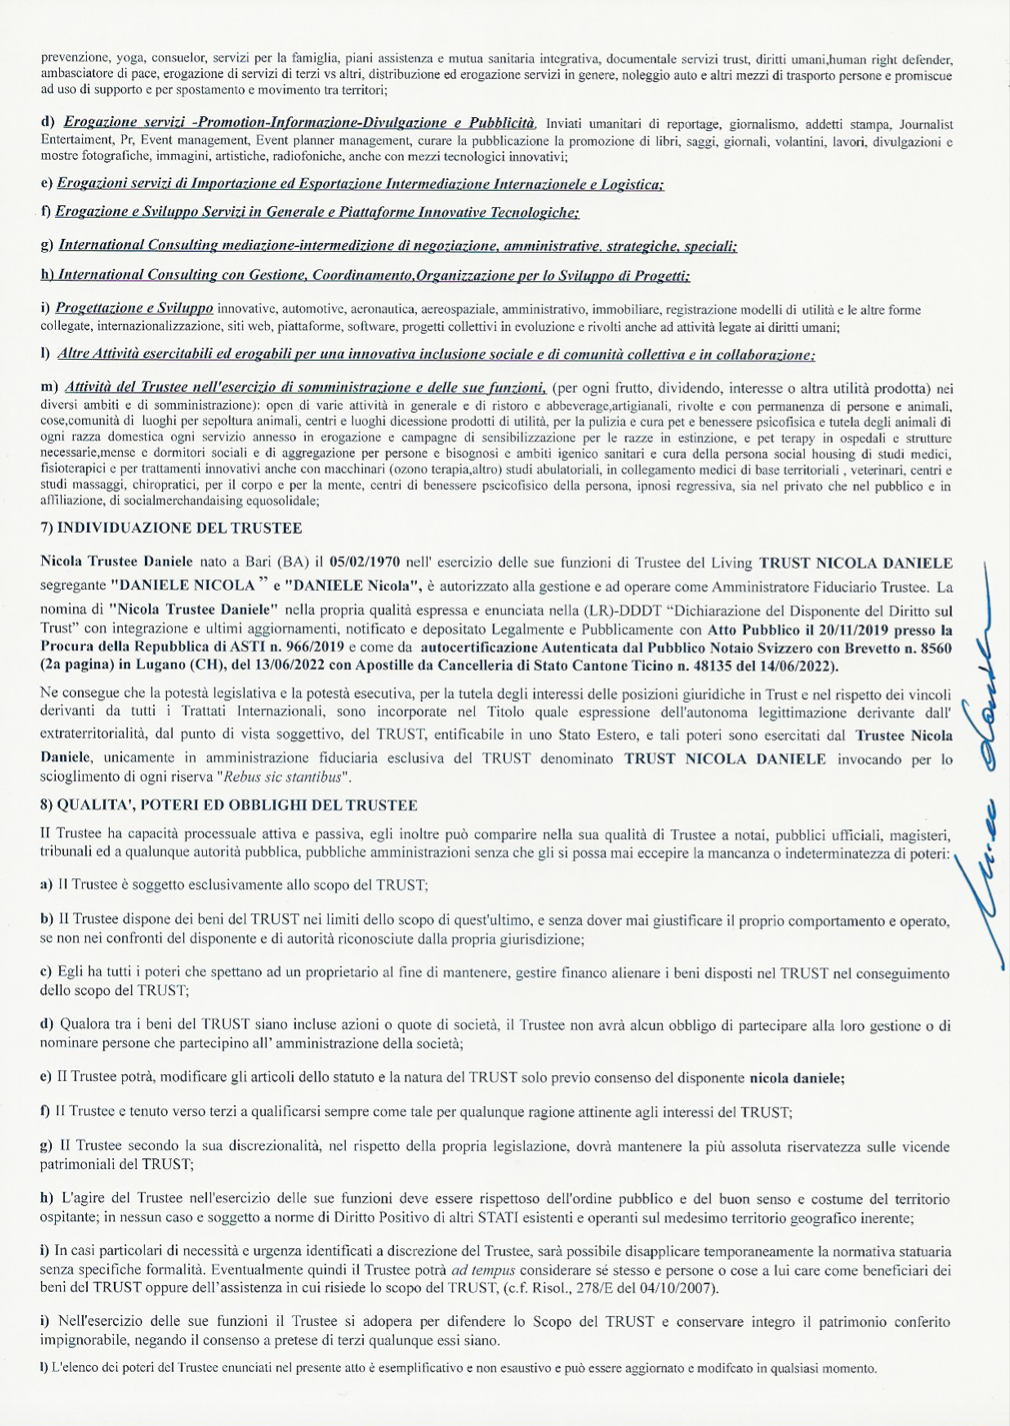 prevenzione, yoga, consuelor, servizi per la famiglia, piani assistenza e mutua sanitaria integrativa, documentale servizi trust, diritti umani,human right defender,
ambasciatore di pace, erogazione di servizi di terzi vs altri, distribuzione ed erogazione servizi in genere, noleggio auto e altri mezzi di trasporto persone e promiscue
ad uso di supporto e per spostamento e movimento tra territori;
d) Erogazione servizi -Promotion-Informazione-Divulgazione e Pubblicità, Inviati umanitari di reportage, giornalismo, addetti stampa, Journalist
Entertaiment, Pr, Event management, Event planner management, curare la pubblicazione la promozione di libri, saggi, giornali, volantini, lavori, divulgazioni e
mostre fotografiche, immagini, artistiche, radiofoniche, anche con mezzi tecnologici innovativi;
e) Erogazioni servizi di Importazione ed Esportazione Intermediazione Internazionele e Logistica;
f) Erogazione e Sviluppo Servizi in Generale e Piattaforme Innovative Tecnologiche;
g) International Consulting mediazione-intermedizione di negoziazione, amministrative. strategiche, speciali;
h) International Consulting con Gestione, Coordinamento,Organizzazione per lo Sviluppo di Progetti;
i) Progettazione e Sviluppo innovative, automotive, aeronautica, aereospaziale, amministrativo, immobiliare, registrazione modelli di utilità e le altre forme
collegate, internazionalizzazione, siti web, piattaforme, software, progetti collettivi in evoluzione e rivolti anche ad attività legate ai diritti umani;
l) Altre Attività esercitabili ed erogabili per una innovativa inclusione sociale e di comunità collettiva e in collaborazione;
m) Attività del Trustee nell'esercizio di somministrazione e delle sue funzioni, (per ogni frutto, dividendo, interesse o altra utilità prodotta) nei
diversi ambiti e di somministrazione): open di varie attività in generale e di ristoro e abbeverage,artigianali, rivolte e con permanenza di persone e animali,
cose,comunità di luoghi per sepoltura animali, centri e luoghi dicessione prodotti di utilità, per la pulizia e cura pet e benessere psicofisica e tutela degli animali di
ogni razza domestica ogni servizio annesso in erogazione e campagne di sensibilizzazione per le razze in estinzione, e pet terapy in ospedali e strutture
necessarie,mense e dormitori sociali e di aggregazione per persone e bisognosi e ambiti igenico sanitari e cura della persona social housing di studi medici,
fisioterapici e per trattamenti innovativi anche con macchinari (ozono terapia,altro) studi abulatoriali, in collegamento medici di base territoriali , veterinari, centri e
studi massaggi, chiropratici, per il corpo e per la mente, centri di benessere pscicofisico della persona, ipnosi regressiva, sia nel privato che nel pubblico e in
affiliazione, di socialmerchandaising equosolidale;
7) INDIVIDUAZIONE DEL TRUSTEE
Nicola Trustee Daniele nato a Bari (BA) il 05/02/1970 nell' esercizio delle sue funzioni di Trustee del Living TRUST NICOLA DANIELE
segregante "DANIELE NICOLA ” e "DANIELE Nicola", è autorizzato alla gestione e ad operare come Amministratore Fiduciario Trustee. La
nomina di "Nicola Trustee Daniele" nella propria qualità espressa e enunciata nella (LR)-DDDT “Dichiarazione del Disponente del Diritto sul
Trust” con integrazione e ultimi aggiornamenti, notificato e depositato Legalmente e Pubblicamente con Atto Pubblico il 20/11/2019 presso la
Procura della Repubblica di ASTI n. 966/2019 e come da autocertificazione Autenticata dal Pubblico Notaio Svizzero con Brevetto n. 8560
(2a pagina) in Lugano (CH), del 13/06/2022 con Apostille da Cancelleria di Stato Cantone Ticino n. 48135 del 14/06/2022).
Ne consegue che la potestà legislativa e la potestà esecutiva, per la tutela degli interessi delle posizioni giuridiche in Trust e nel rispetto dei vincoli
derivanti da tutti i Trattati Internazionali, sono incorporate nel Titolo quale espressione dell'autonoma legittimazione derivante dall'
extraterritorialità, dal punto di vista soggettivo, del TRUST, entificabile in uno Stato Estero, e tali poteri sono esercitati dal Trustee Nicola
Daniele, unicamente in amministrazione fiduciaria esclusiva del TRUST denominato TRUST NICOLA DANIELE invocando per lo
scioglimento di ogni riserva "Rebus sic stantibus".
8) QUALITA', POTERI ED OBBLIGHI DEL TRUSTEE
II Trustee ha capacità processuale attiva e passiva, egli inoltre può comparire nella sua qualità di Trustee a notai, pubblici ufficiali, magisteri,
tribunali ed a qualunque autorità pubblica, pubbliche amministrazioni senza che gli si possa mai eccepire la mancanza o indeterminatezza di poteri:
a) II Trustee è soggetto esclusivamente allo scopo del TRUST;
b) II Trustee dispone dei beni del TRUST nei limiti dello scopo di quest'ultimo, e senza dover mai giustificare il proprio comportamento e operato,
se non nei confronti del disponente e di autorità riconosciute dalla propria giurisdizione;
c) Egli ha tutti i poteri che spettano ad un proprietario al fine di mantenere, gestire financo alienare i beni disposti nel TRUST nel conseguimento
dello scopo del TRUST;
d) Qualora tra i beni del TRUST siano incluse azioni o quote di società, il Trustee non avrà alcun obbligo di partecipare alla loro gestione o di
nominare persone che partecipino all’ amministrazione della società;
e) II Trustee potrà, modificare gli articoli dello statuto e la natura del TRUST solo previo consenso del disponente nicola daniele;
f) II Trustee e tenuto verso terzi a qualificarsi sempre come tale per qualunque ragione attinente agli interessi del TRUST;
g) II Trustee secondo la sua discrezionalità, nel rispetto della propria legislazione, dovrà mantenere la più assoluta riservatezza sulle vicende
patrimoniali del TRUST;
h) L'agire del Trustee nell'esercizio delle sue funzioni deve essere rispettoso dell'ordine pubblico e del buon senso e costume del territorio
ospitante; in nessun caso e soggetto a norme di Diritto Positivo di altri STATI esistenti e operanti sul medesimo territorio geografico inerente;
i) In casi particolari di necessità e urgenza identificati a discrezione del Trustee, sarà possibile disapplicare temporaneamente la normativa statuaria
senza specifiche formalità. Eventualmente quindi il Trustee potrà ad tempus considerare sé stesso e persone o cose a lui care come beneficiari dei
beni del TRUST oppure dell’assistenza in cui risiede lo scopo del TRUST, (c.f. Risol., 278/E del 04/10/2007).
i) Nell'esercizio delle sue funzioni il Trustee si adopera per difendere lo Scopo del TRUST e conservare integro il patrimonio conferito
impignorabile, negando il consenso a pretese di terzi qualunque essi siano.
l) L'elenco dei poteri del Trustee enunciati nel presente atto è esemplificativo e non esaustivo e può essere aggiornato e modifcato in qualsiasi momento.